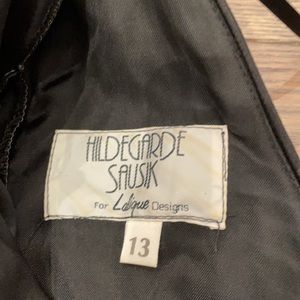 HILDEGARDE
SAUSIK
For Lalique Designs
13